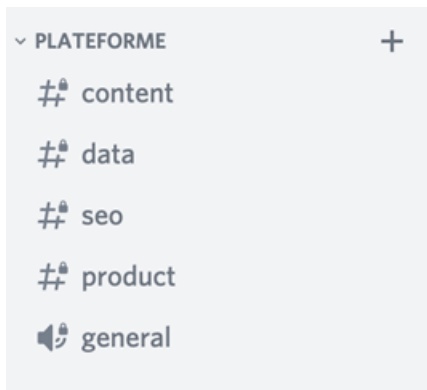 PLATEFORME
content
data
seo
product
general